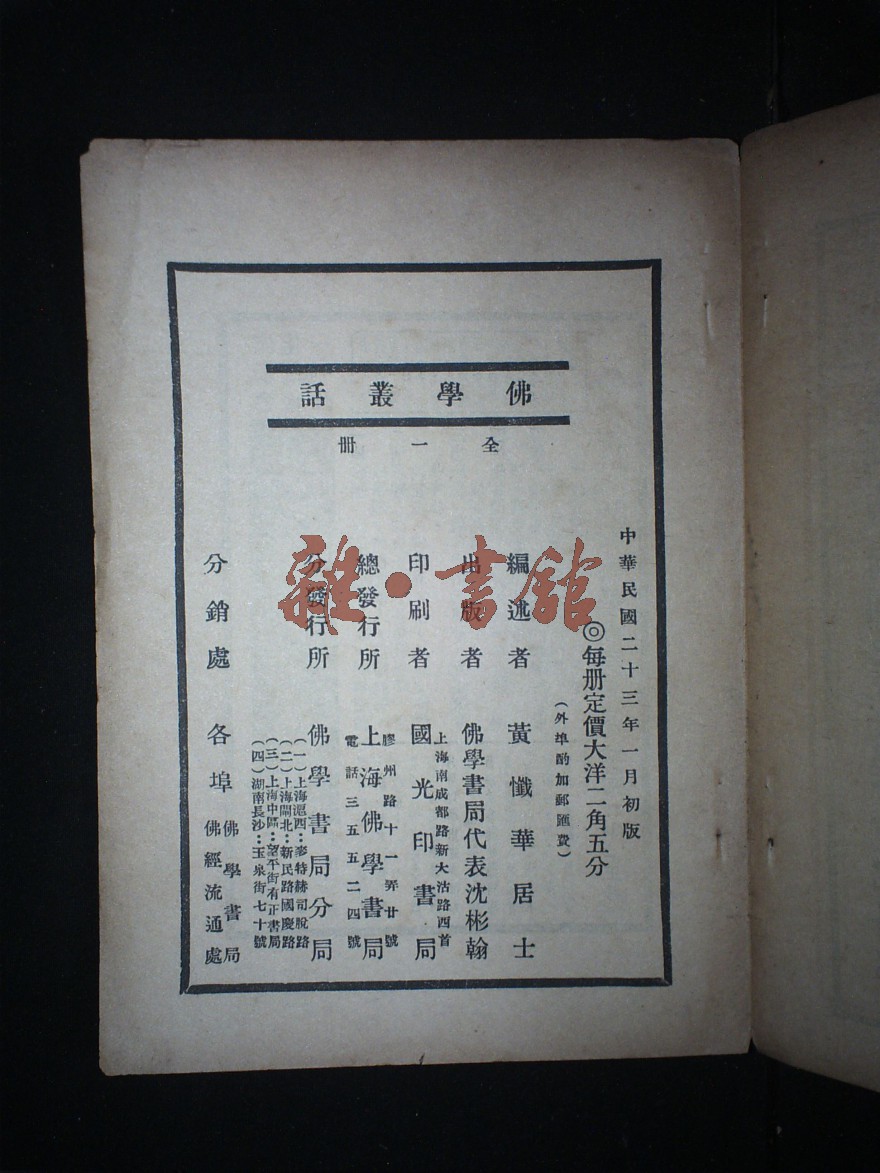 佛學叢話
全一冊
中華民國二十三年一月初版
◎每册定價大洋二角五分
（外埠酌加郵匯費）
編述者 黃懺華居士
出版者 佛學書局代表沈彬翰
上海南成都路新大沽路西首
印刷者 國光印書局
膠州路十一弄廿號
總發行所 上海佛學書局
電話三五五二四號
分發行所 佛學書局分局
（一）上海滬西：麥特赫司脫路
（二）上海閘北：新民路國慶路
（三）上海中區：望平街有正書局
（四）湖南長沙：玉泉街七十號
分銷處 各埠 佛學書局
佛經流通處
雜·書館